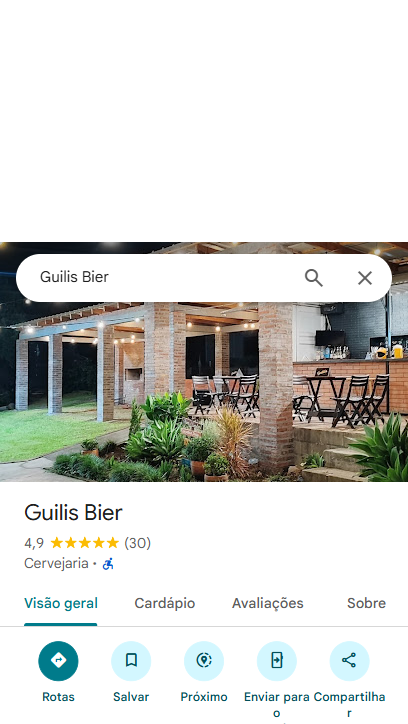 Guilis Bier
Guilis Bier
4,9 ★★★★★ (30)
Cervejaria ·
Visão geral
Cardápio
Avaliações
Sobre
Rotas
Salvar
Próximo
Enviar para o
Compartilhar